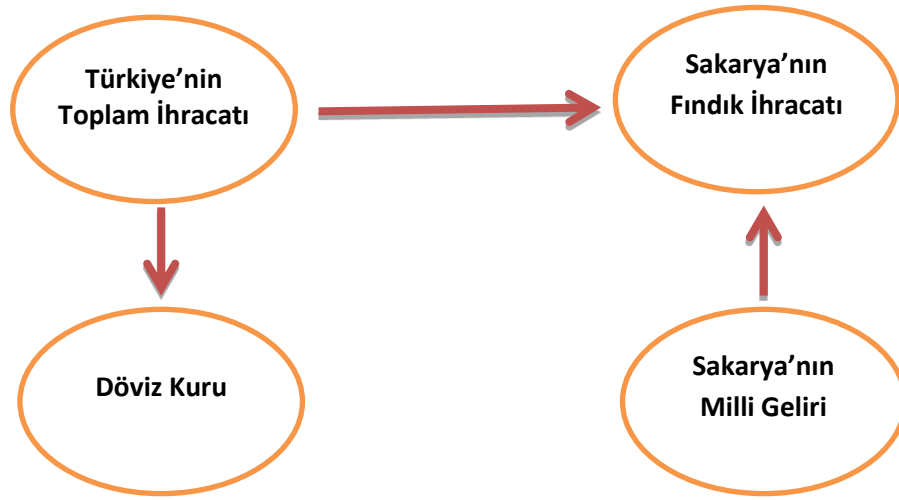 Türkiye’nin
Toplam İhracatı
Sakarya’nın
Fındık İhracatı
Döviz Kuru
Sakarya’nın
Milli Geliri